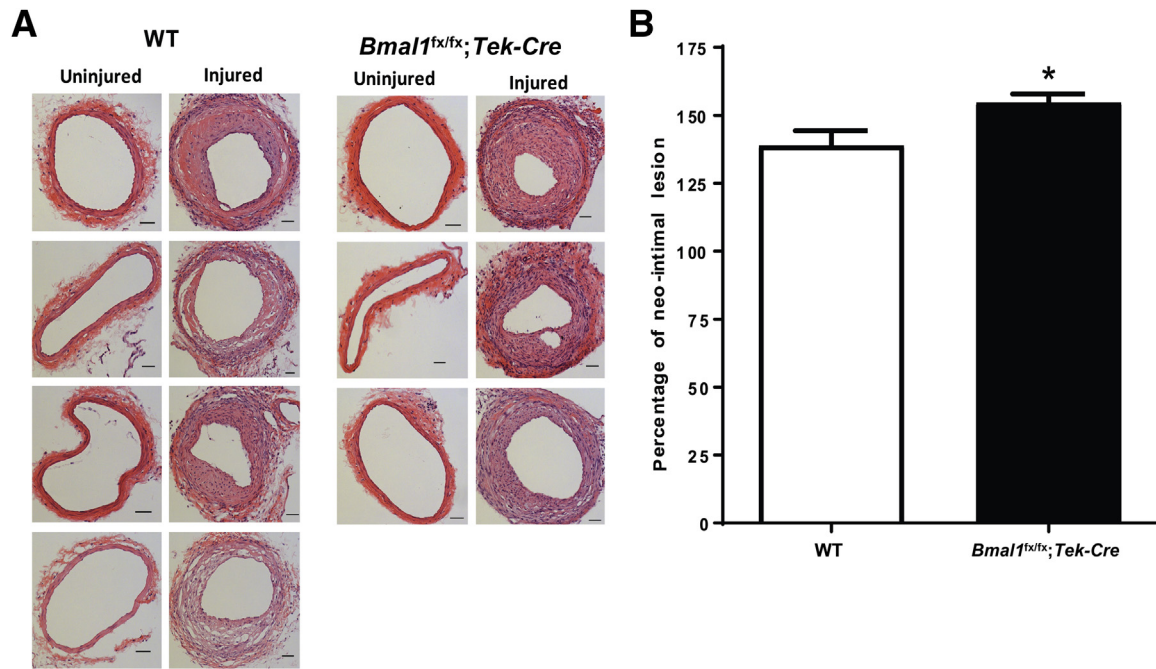 A
WT
Uninjured Injured
Bmal1fx/fx;Tek-Cre
Uninjured Injured
B
Percentage of neo-intimal lesion
175
150
125
100
75
50
25
0
*
WT
Bmal1fx/fx;Tek-Cre